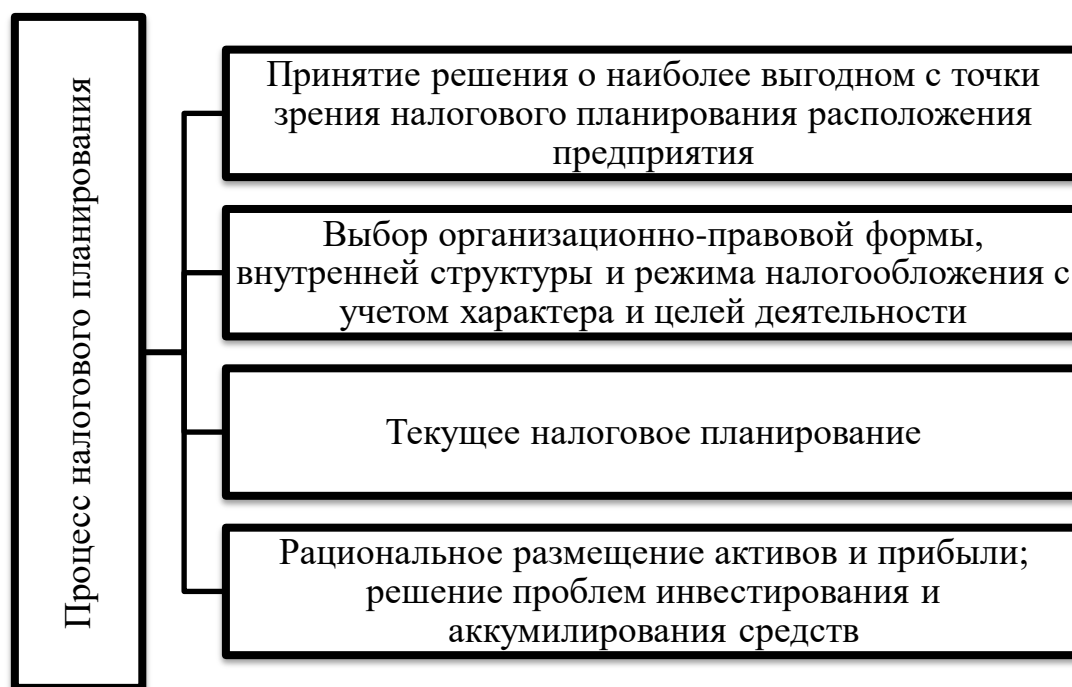 Процесс налогового планирования
Принятие решения о наиболее выгодном с точки
зрения налогового планирования расположения
предприятия
Выбор организационно-правовой формы,
внутренней структуры и режима налогообложения с
учетом характера и целей деятельности
Текущее налоговое планирование
Рациональное размещение активов и прибыли;
решение проблем инвестирования и
аккумилирования средств